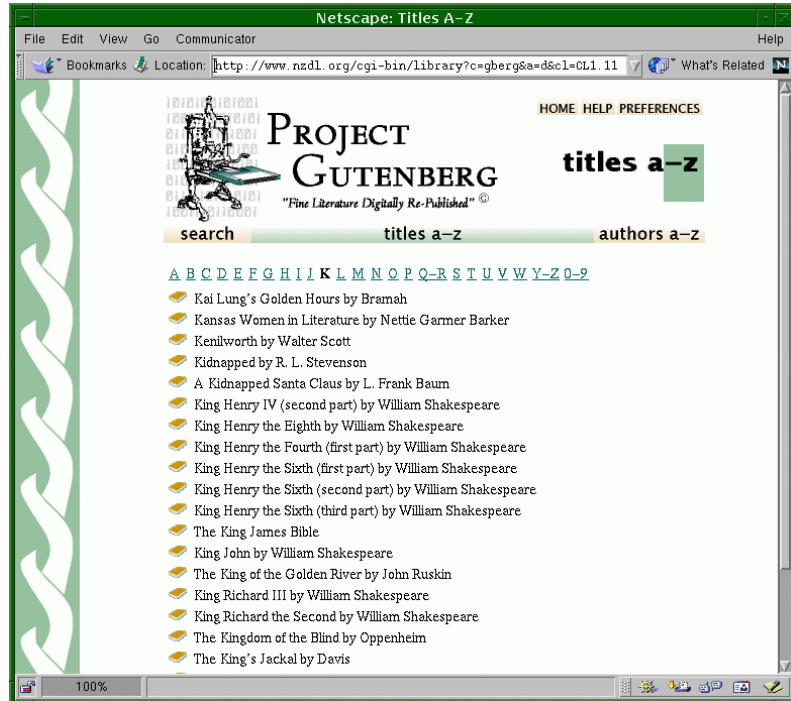 Netscape: Titles A-Z
File Edit View Go Communicator Help
Bookmarks Location: http://www.nzdl.org/cgi-bin/library?c=gberg&a=d&cl=CL1.11 What's Related N
HOME HELP PREFERENCES
PROJECT
GUTENBERG
"Fine Literature Digitally Re-Published" ©
titles a-z
search titles a-z authors a-z
A B C D E F G H I J K L M N O P Q-R S T U V W Y-Z 0-9
Kai Lung's Golden Hours by Bramah
Kansas Women in Literature by Nettie Garmer Barker
Kenilworth by Walter Scott
Kidnapped by R. L. Stevenson
A Kidnapped Santa Claus by L. Frank Baum
King Henry IV (second part) by William Shakespeare
King Henry the Eighth by William Shakespeare
King Henry the Fourth (first part) by William Shakespeare
King Henry the Sixth (first part) by William Shakespeare
King Henry the Sixth (second part) by William Shakespeare
King Henry the Sixth (third part) by William Shakespeare
The King James Bible
King John by William Shakespeare
The King of the Golden River by John Ruskin
King Richard III by William Shakespeare
King Richard the Second by William Shakespeare
The Kingdom of the Blind by Oppenheim
The King's Jackal by Davis
100%